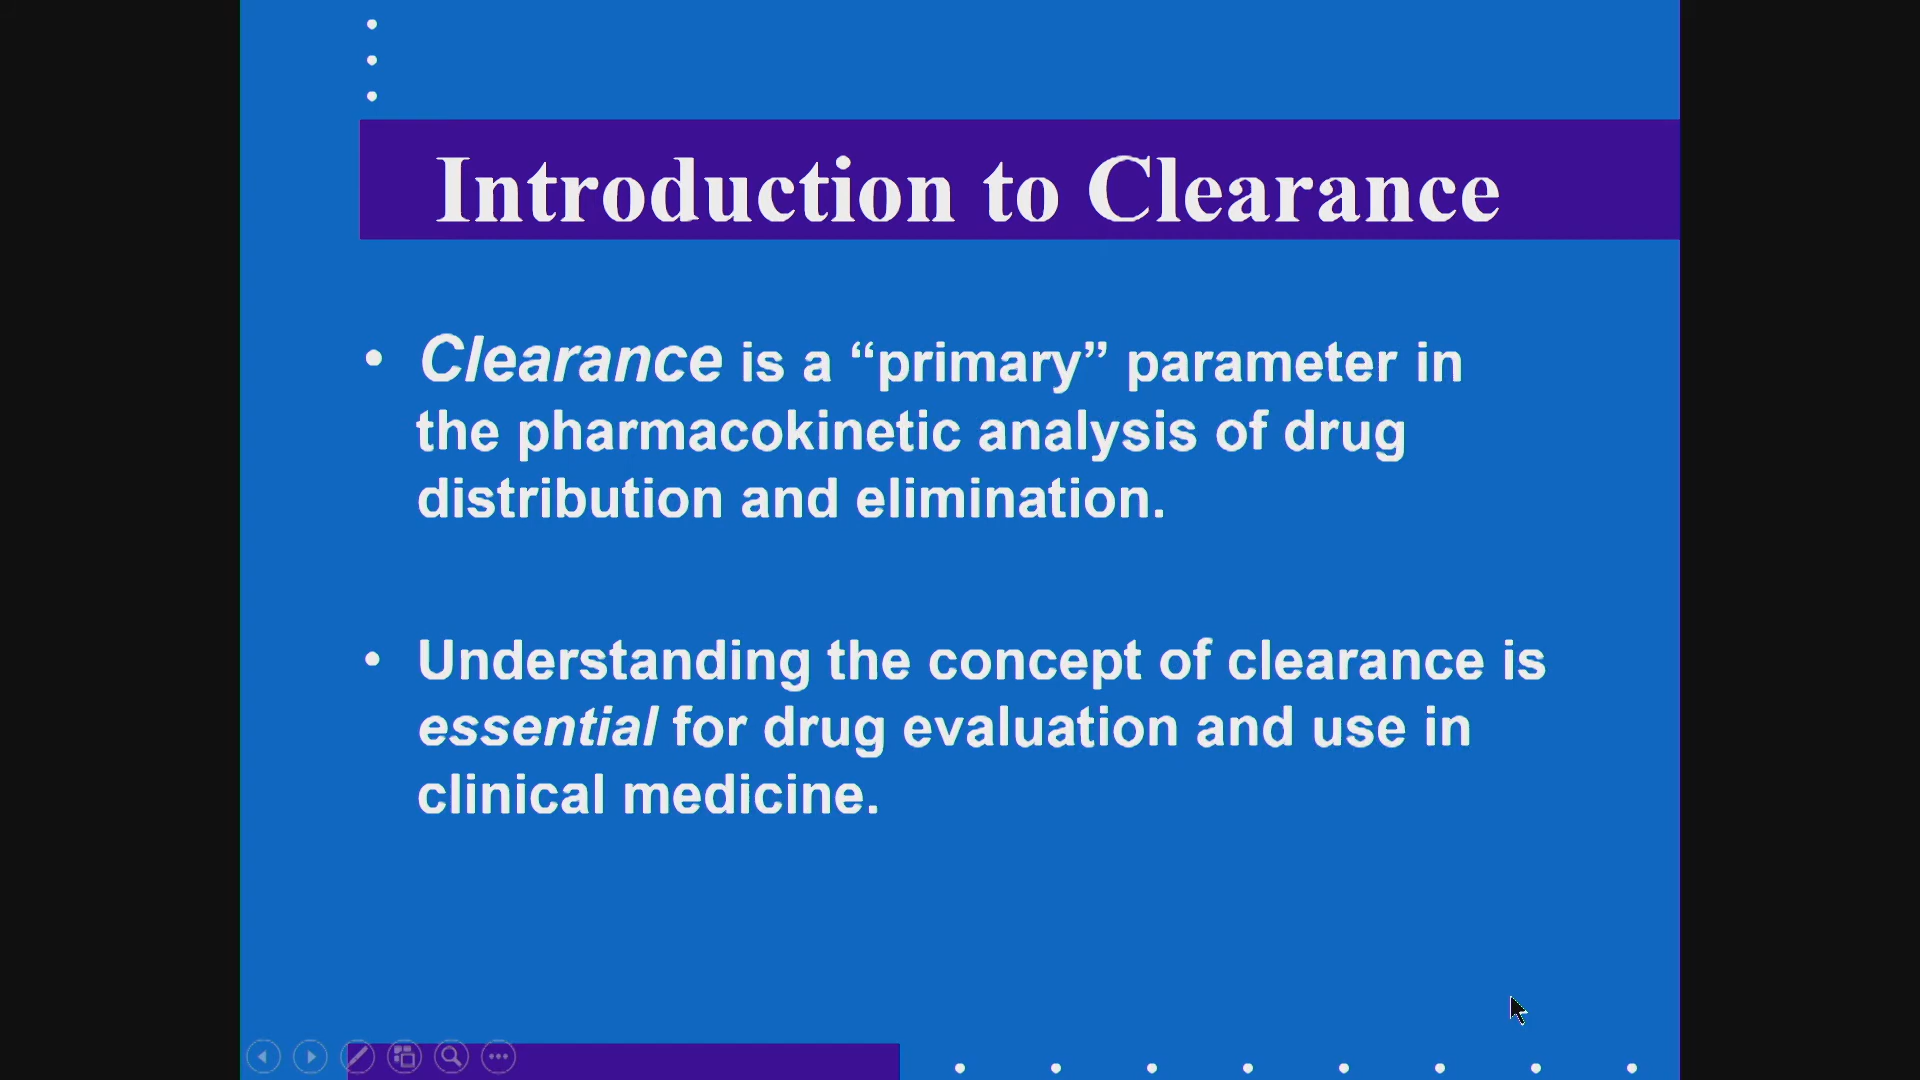 Introduction to Clearance
• Clearance is a “primary” parameter in
the pharmacokinetic analysis of drug
distribution and elimination.
• Understanding the concept of clearance is
essential for drug evaluation and use in
clinical medicine.